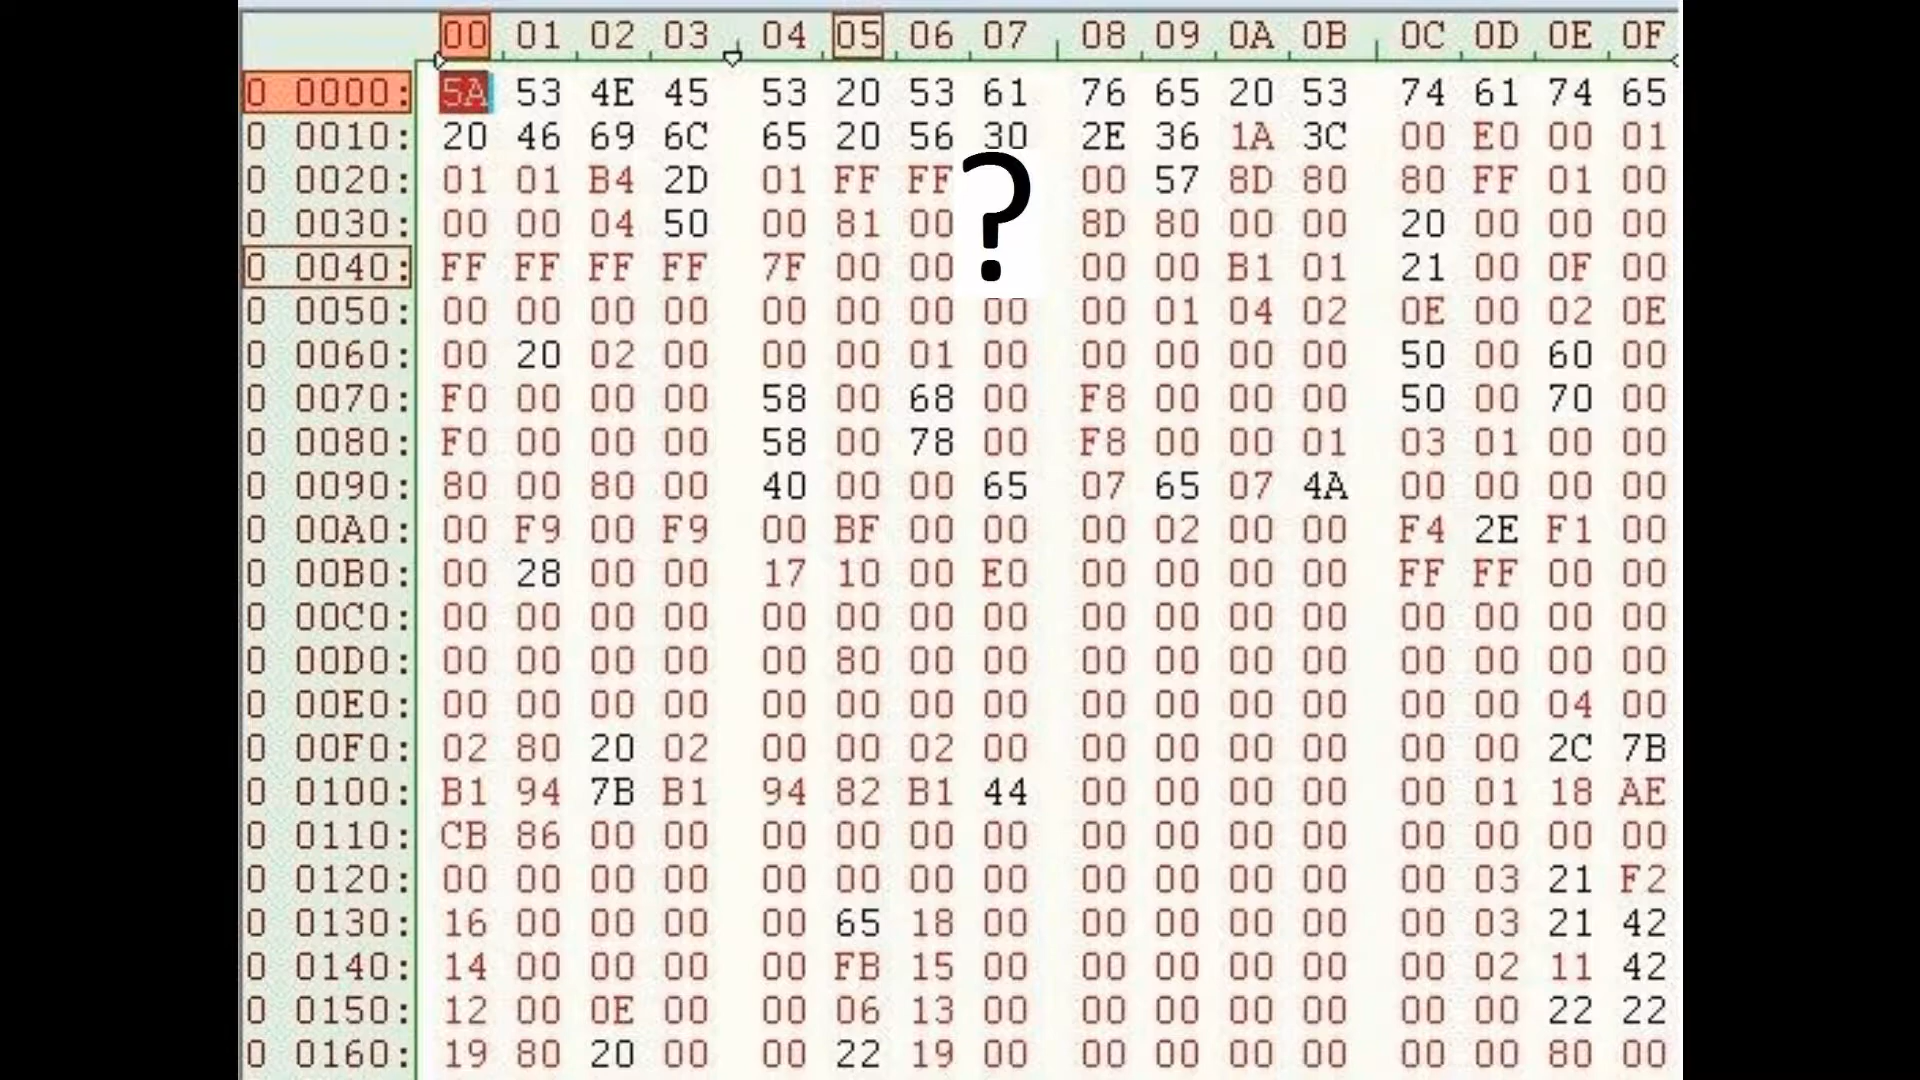 00 01 02 03 04 05 06 07 08 09 0A 0B 0C 0D 0E 0F
0 0000: 5A 53 4E 45 53 20 53 61 76 65 20 53 74 61 74 65
0 0010: 20 46 69 6C 65 20 56 30 2E 36 1A 3C 00 E0 00 01
0 0020: 01 01 B4 2D 01 FF FF ? 00 57 8D 80 80 FF 01 00
0 0030: 00 00 04 50 00 81 00 8D 80 00 00 20 00 00 00
0 0040: FF FF FF FF 7F 00 00 00 00 B1 01 21 00 0F 00
0 0050: 00 00 00 00 00 00 00 00 00 01 04 02 0E 00 02 0E
0 0060: 00 20 02 00 00 00 01 00 00 00 00 00 50 00 60 00
0 0070: F0 00 00 00 58 00 68 00 F8 00 00 00 50 00 70 00
0 0080: F0 00 00 00 58 00 78 00 F8 00 00 01 03 01 00 00
0 0090: 80 00 80 00 40 00 00 65 07 65 07 4A 00 00 00 00
0 00A0: 00 F9 00 F9 00 BF 00 00 00 02 00 00 F4 2E F1 00
0 00B0: 00 28 00 00 17 10 00 E0 00 00 00 00 FF FF 00 00
0 00C0: 00 00 00 00 00 00 00 00 00 00 00 00 00 00 00 00
0 00D0: 00 00 00 00 00 80 00 00 00 00 00 00 00 00 00 00
0 00E0: 00 00 00 00 00 00 00 00 00 00 00 00 00 00 04 00
0 00F0: 02 80 20 02 00 00 02 00 00 00 00 00 00 00 2C 7B
0 0100: B1 94 7B B1 94 82 B1 44 00 00 00 00 00 01 18 AE
0 0110: CB 86 00 00 00 00 00 00 00 00 00 00 00 00 00 00
0 0120: 00 00 00 00 00 00 00 00 00 00 00 00 00 03 21 F2
0 0130: 16 00 00 00 00 65 18 00 00 00 00 00 00 03 21 42
0 0140: 14 00 00 00 00 FB 15 00 00 00 00 00 00 02 11 42
0 0150: 12 00 0E 00 00 06 13 00 00 00 00 00 00 00 22 22
0 0160: 19 80 20 00 00 22 19 00 00 00 00 00 00 00 80 00